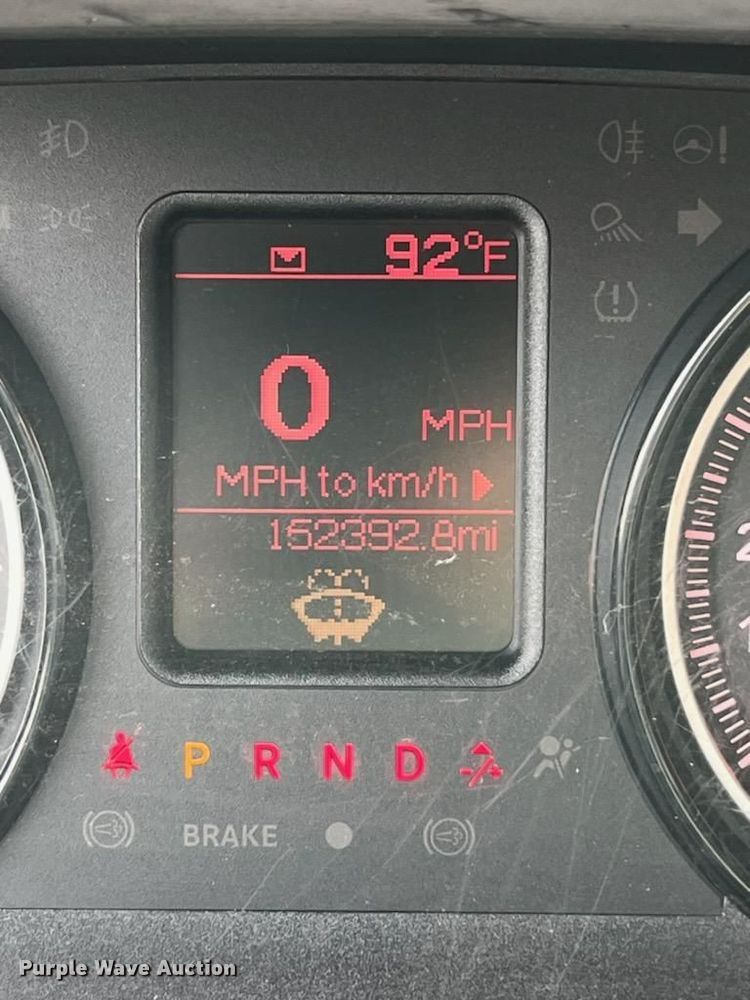 92°F
0 MPH
MPH to km/h
152392.8mi
P R N D
BRAKE
Purple Wave Auction